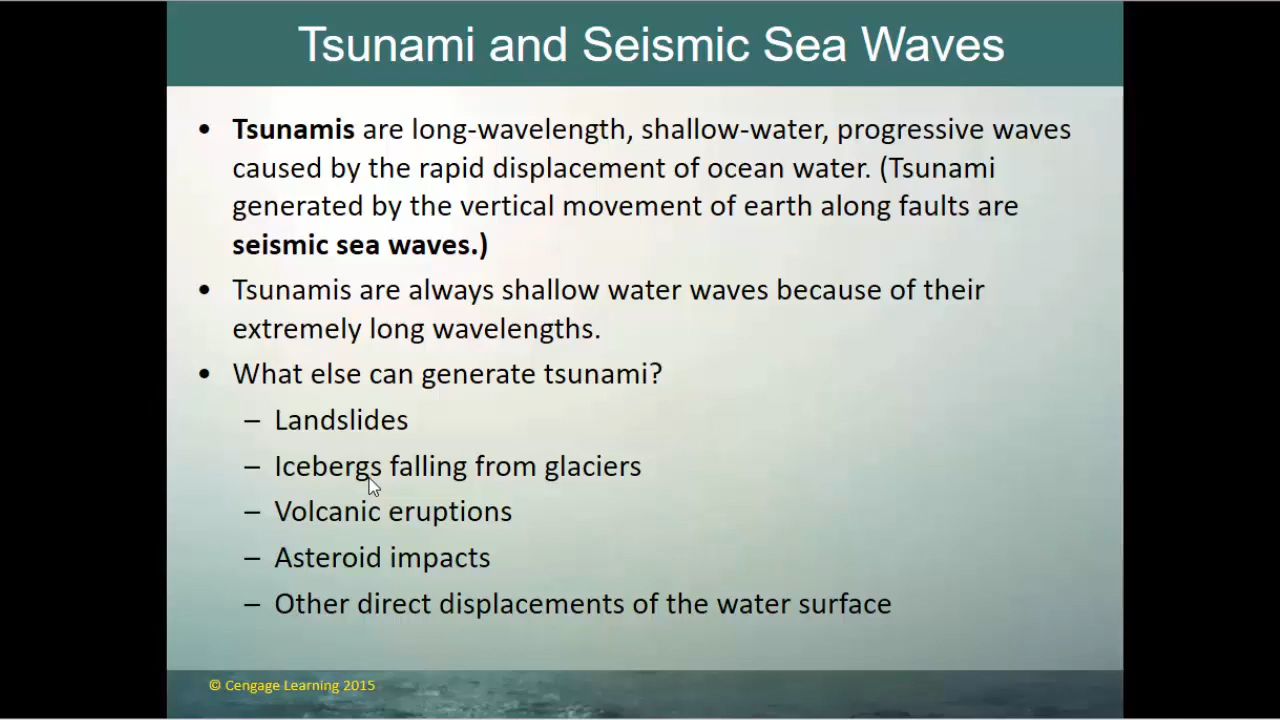 Tsunami and Seismic Sea Waves
• Tsunamis are long-wavelength, shallow-water, progressive waves
caused by the rapid displacement of ocean water. (Tsunami
generated by the vertical movement of earth along faults are
seismic sea waves.)
• Tsunamis are always shallow water waves because of their
extremely long wavelengths.
• What else can generate tsunami?
– Landslides
– Icebergs falling from glaciers
– Volcanic eruptions
– Asteroid impacts
– Other direct displacements of the water surface
© Cengage Learning 2015